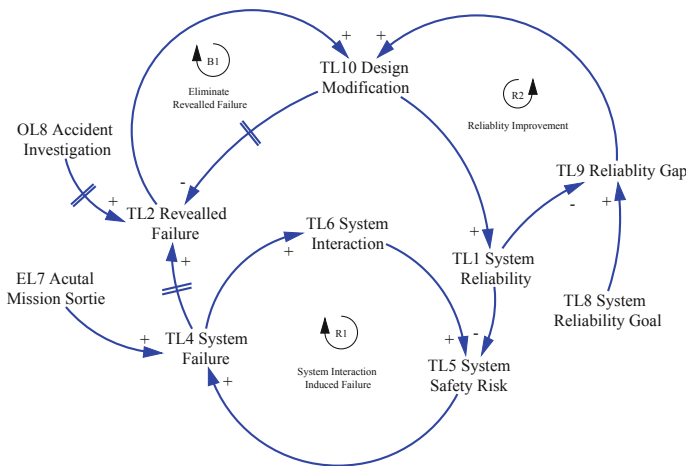 + +
B1
Eliminate
Revealled Failure
TL10 Design
Modification
R2
Reliablity Improvement
OL8 Accident
Investigation
+
-
TL2 Revealled
Failure
TL9 Reliablity Gap
- +
TL6 System
Interaction
+
+
TL1 System
Reliability
+
EL7 Acutal
Mission Sortie
TL8 System
Reliability Goal
+
TL4 System
Failure
+
R1
System Interaction
Induced Failure
+ -
TL5 System
Safety Risk